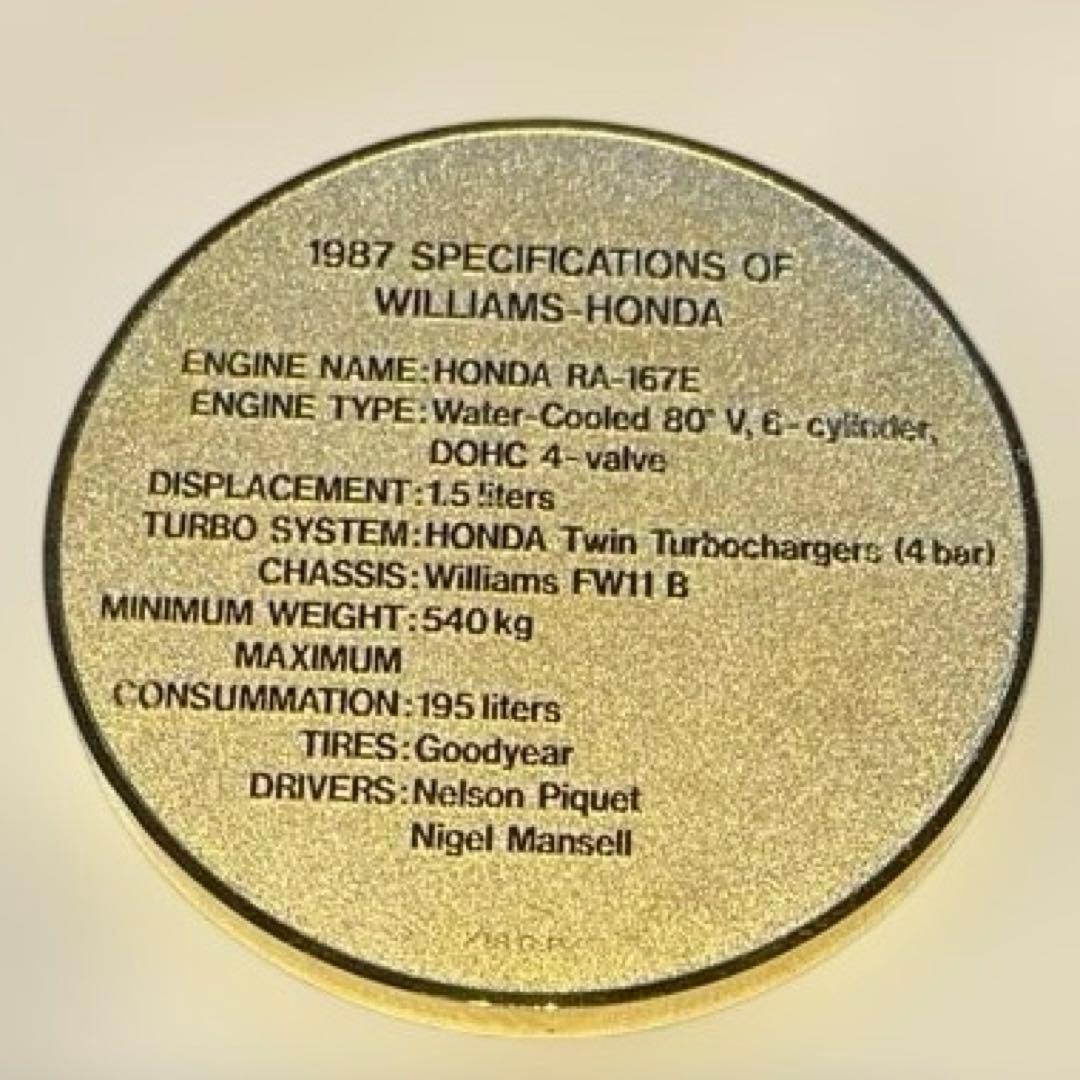 1987 SPECIFICATIONS OF
WILLIAMS-HONDA
ENGINE NAME:HONDA RA-167E
ENGINE TYPE:Water-Cooled 80° V, 6-cylinder,
DOHC 4-valve
DISPLACEMENT:1.5 liters
TURBO SYSTEM:HONDA Twin Turbochargers (4 bar)
CHASSIS:Williams FW11 B
MINIMUM WEIGHT:540 kg
MAXIMUM
CONSUMMATION:195 liters
TIRES:Goodyear
DRIVERS:Nelson Piquet
Nigel Mansell